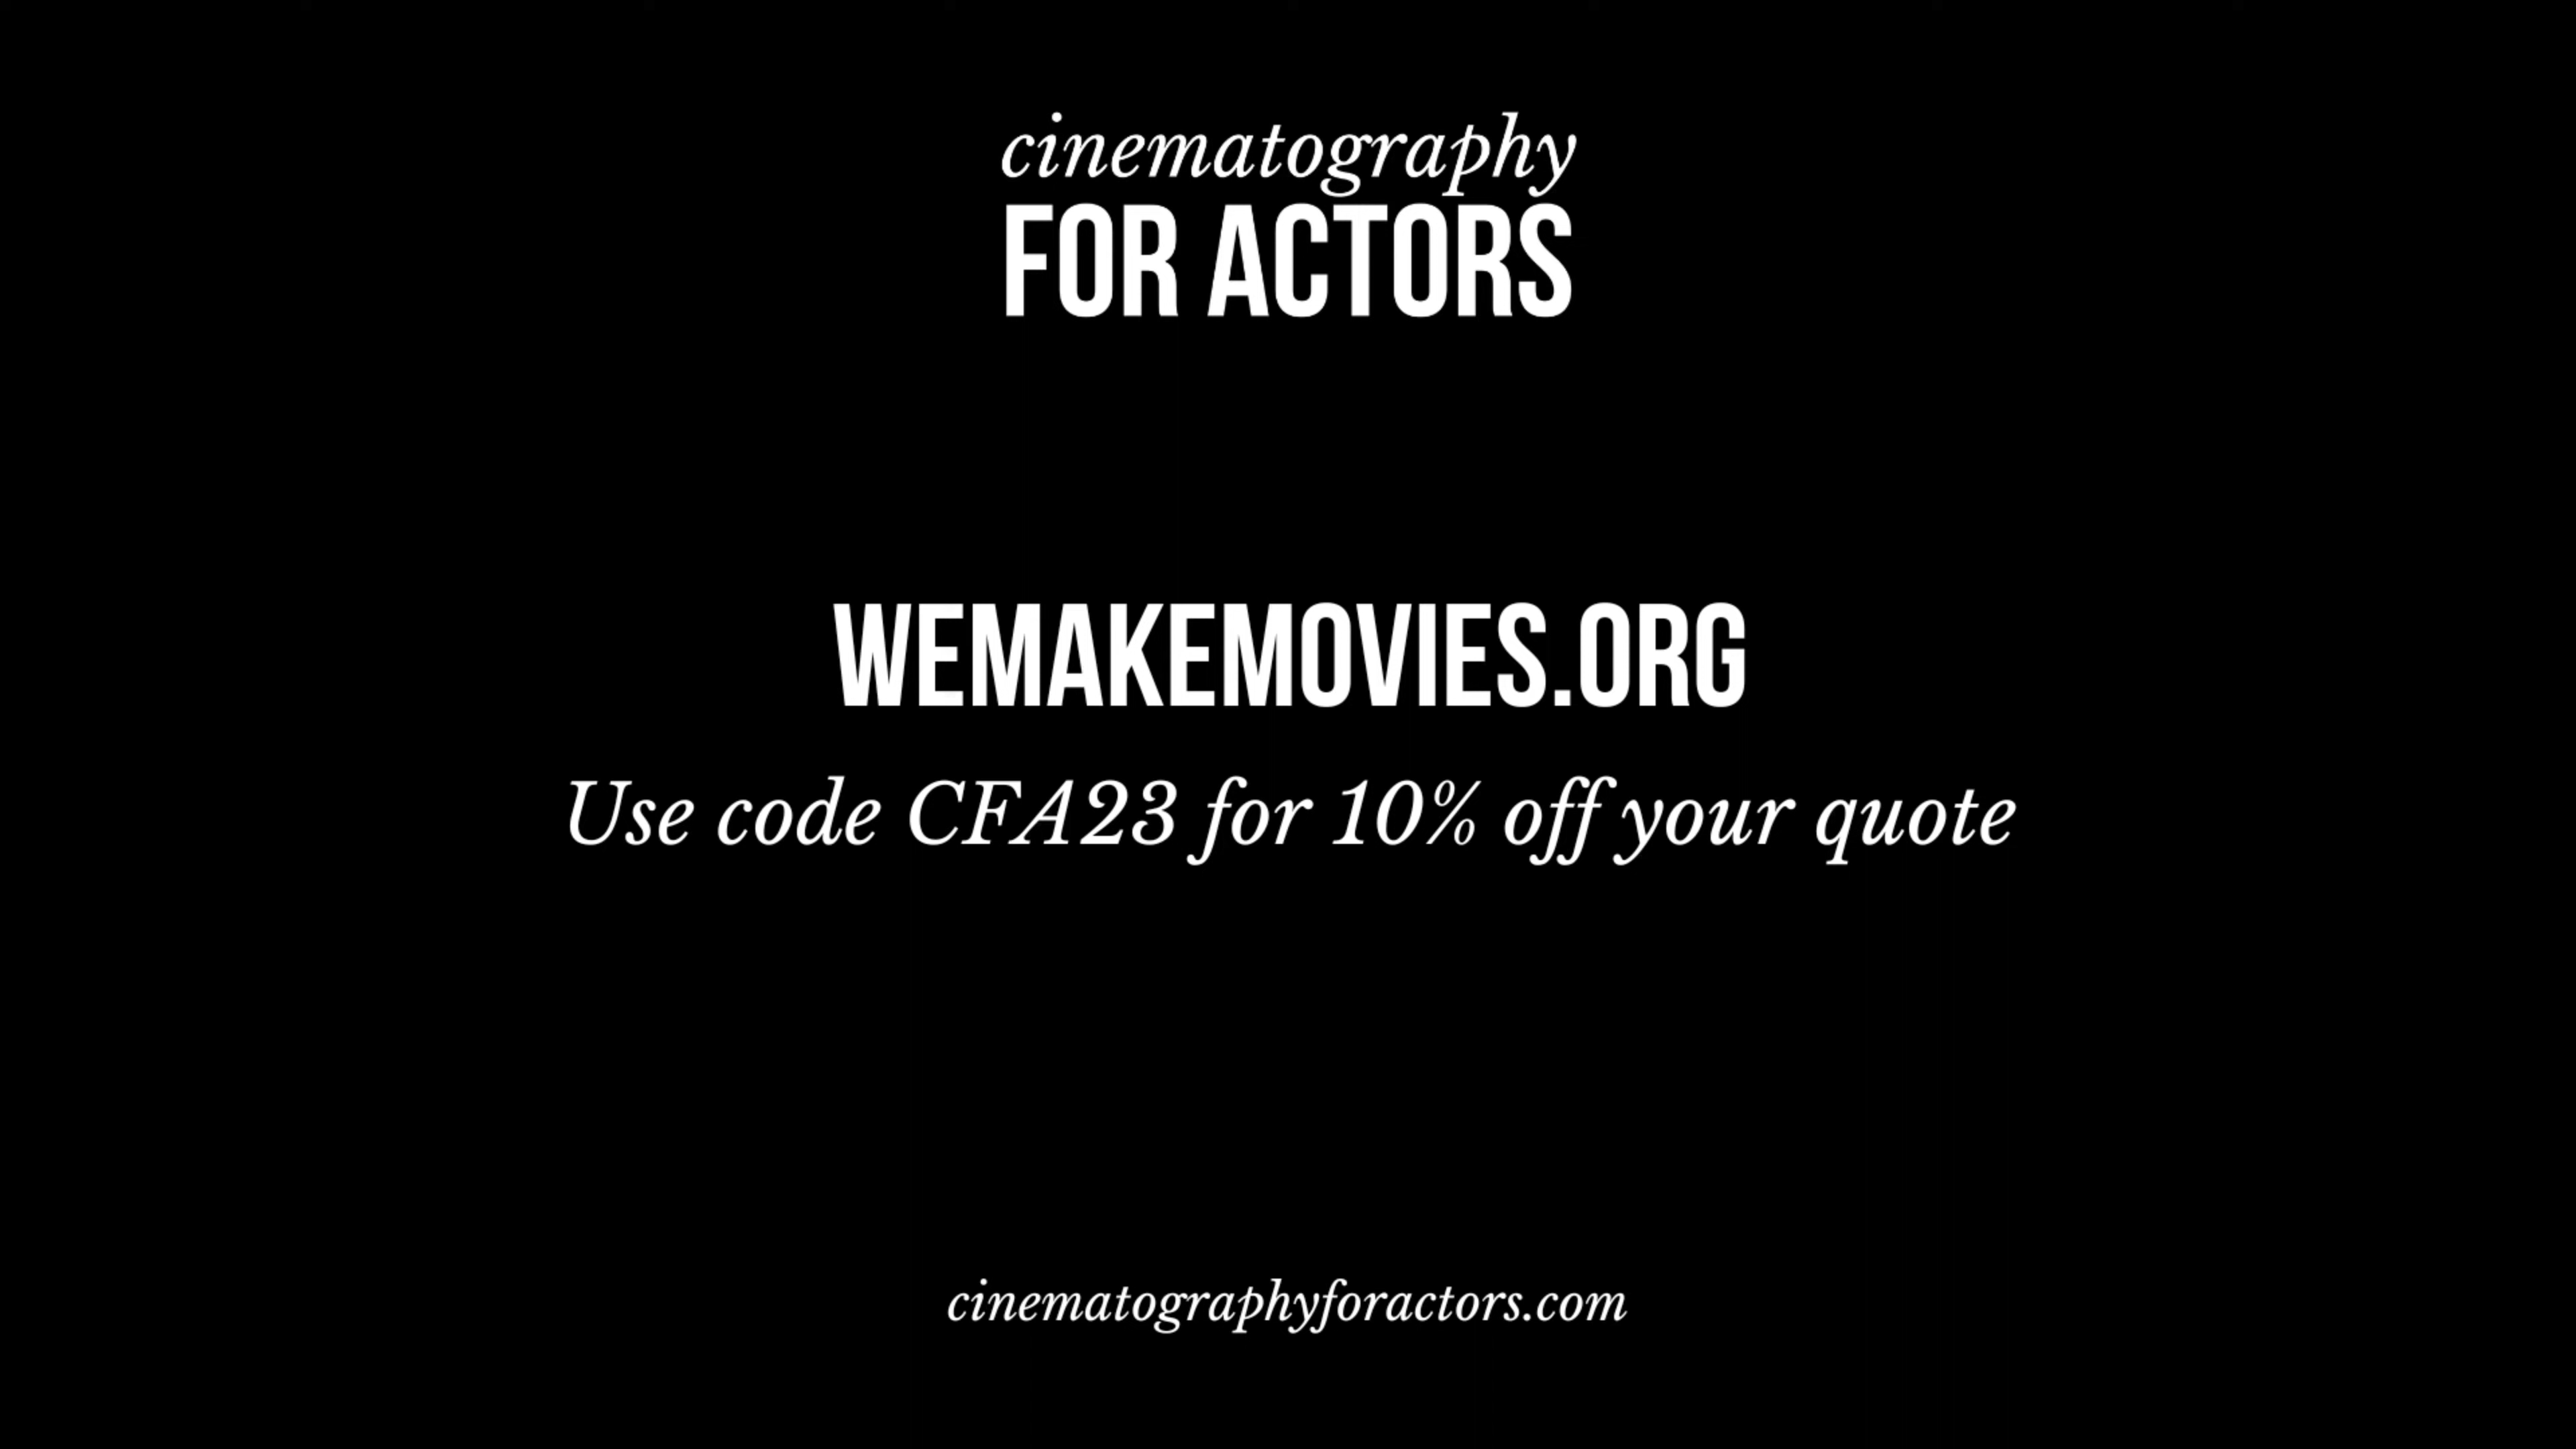 cinematography
FOR ACTORS
WEMAKEMOVIES.ORG
Use code CFA23 for 10% off your quote
cinematographyforactors.com